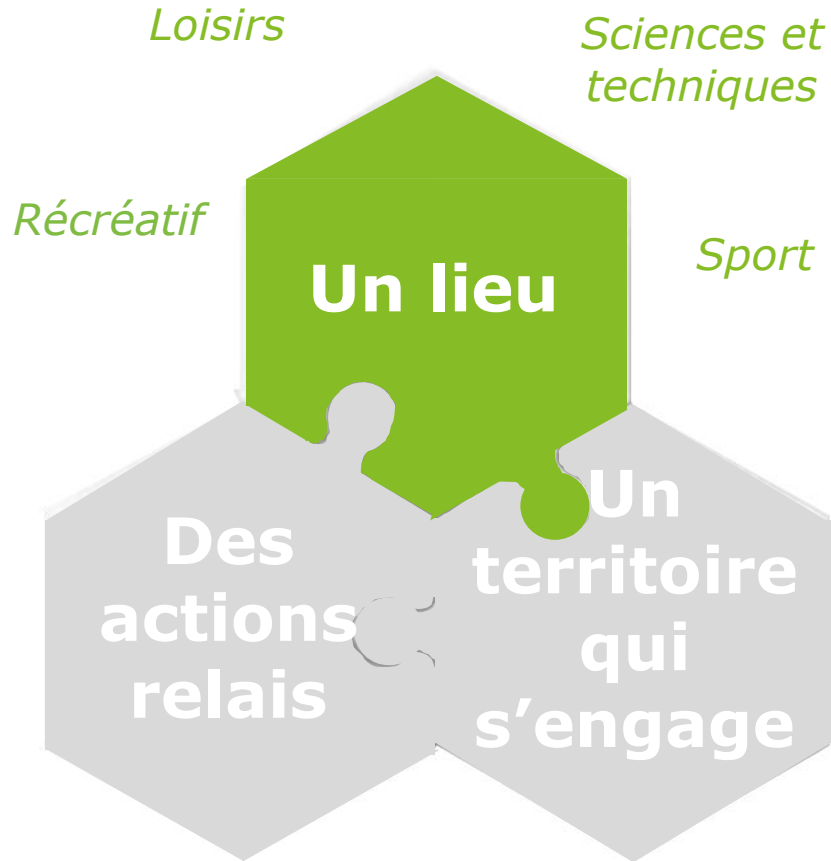 Loisirs
Sciences et
techniques
Récréatif
Sport
Un lieu
Des
actions
relais
Un
territoire
qui
s’engage